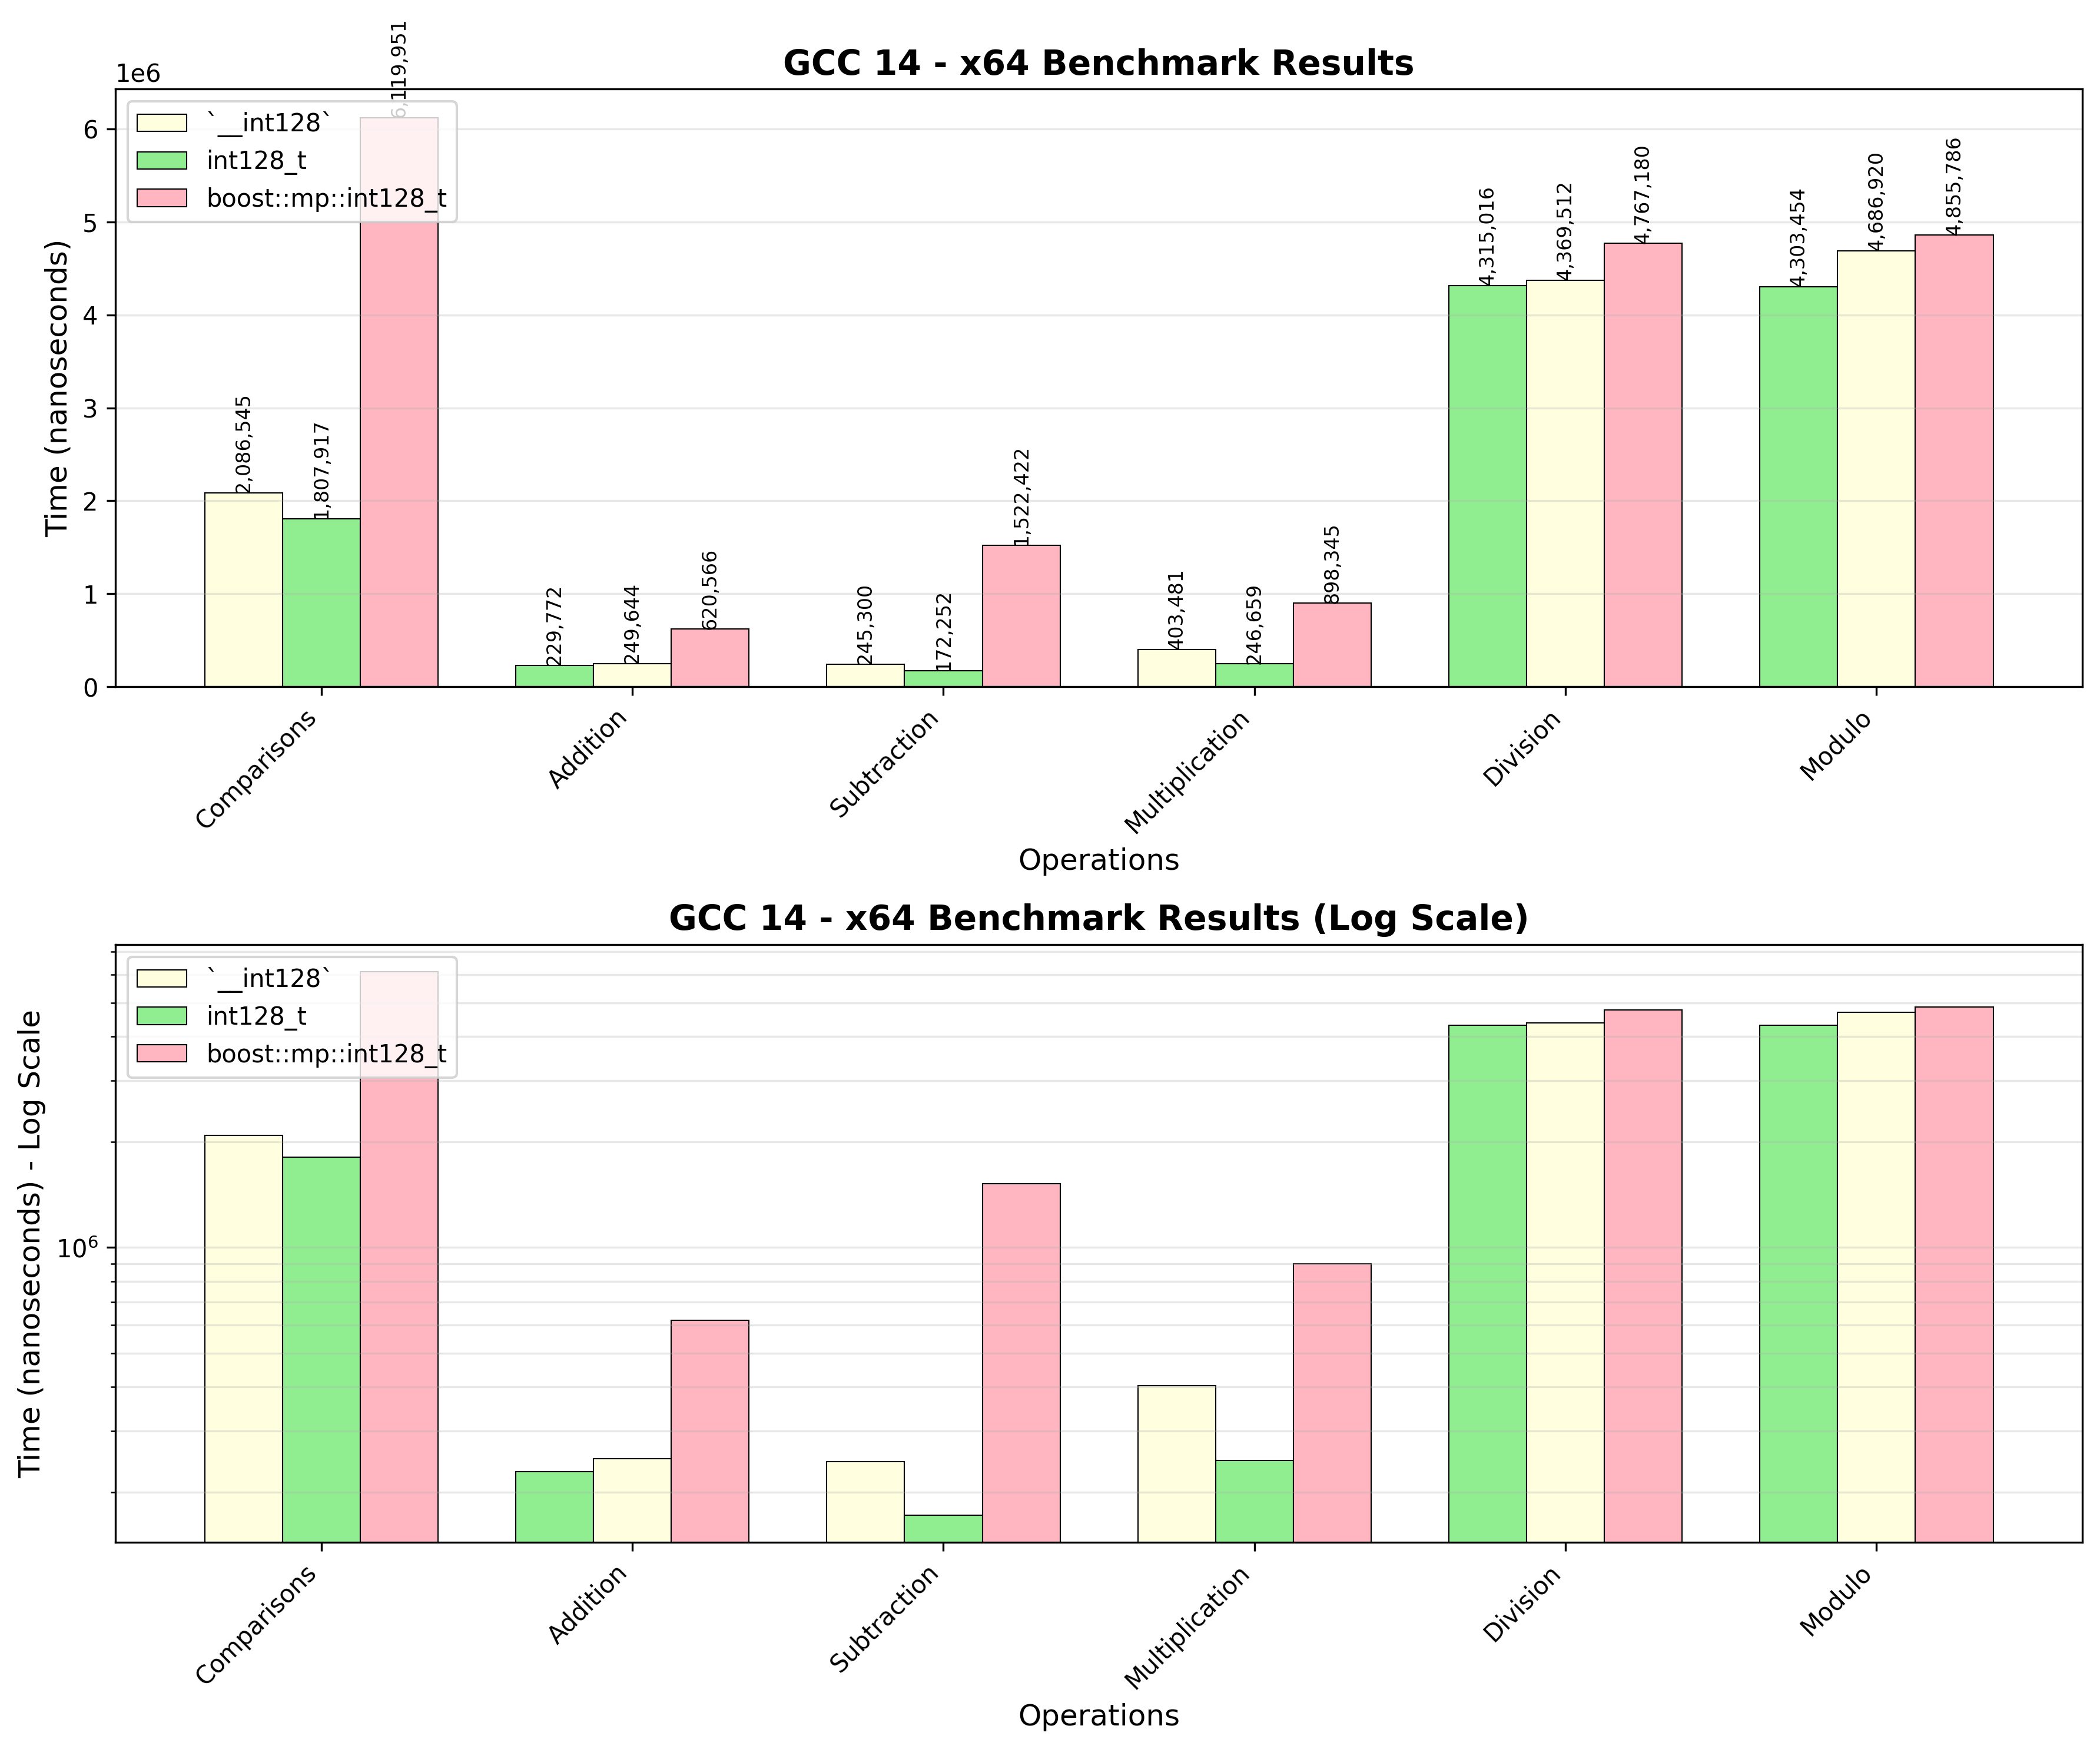 GCC 14 - x64 Benchmark Results
1e6
`__int128`
int128_t
boost::mp::int128_t
Time (nanoseconds)
6
5
4
3
2
1
0
2,086,545
1,807,917
6,119,951
229,772
249,644
620,566
245,300
172,252
1,522,422
403,481
246,659
898,345
4,315,016
4,369,512
4,767,180
4,303,454
4,686,920
4,855,786
Comparisons
Addition
Subtraction
Multiplication
Division
Modulo
Operations
GCC 14 - x64 Benchmark Results (Log Scale)
`__int128`
int128_t
boost::mp::int128_t
Time (nanoseconds) - Log Scale
10⁶
Comparisons
Addition
Subtraction
Multiplication
Division
Modulo
Operations